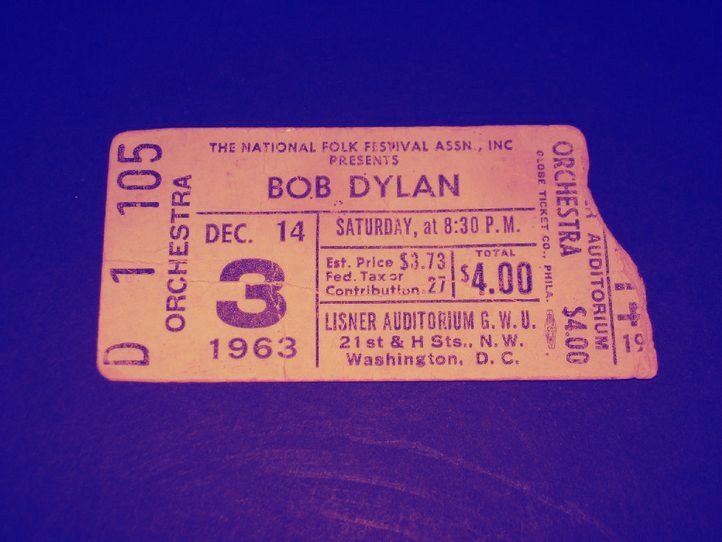 D 1 105
ORCHESTRA
THE NATIONAL FOLK FESTIVAL ASSN., INC
PRESENTS
BOB DYLAN
DEC. 14
3
1963
SATURDAY, at 8:30 P.M.
Est. Price $3.73
Fed. Tax or
Contribution .27
TOTAL
$4.00
LISNER AUDITORIUM G.W.U.
21st & H Sts., N.W.
Washington, D.C.
GLOBE TICKET CO., PHILA.
ORCHESTRA $4.00
AUDITORIUM